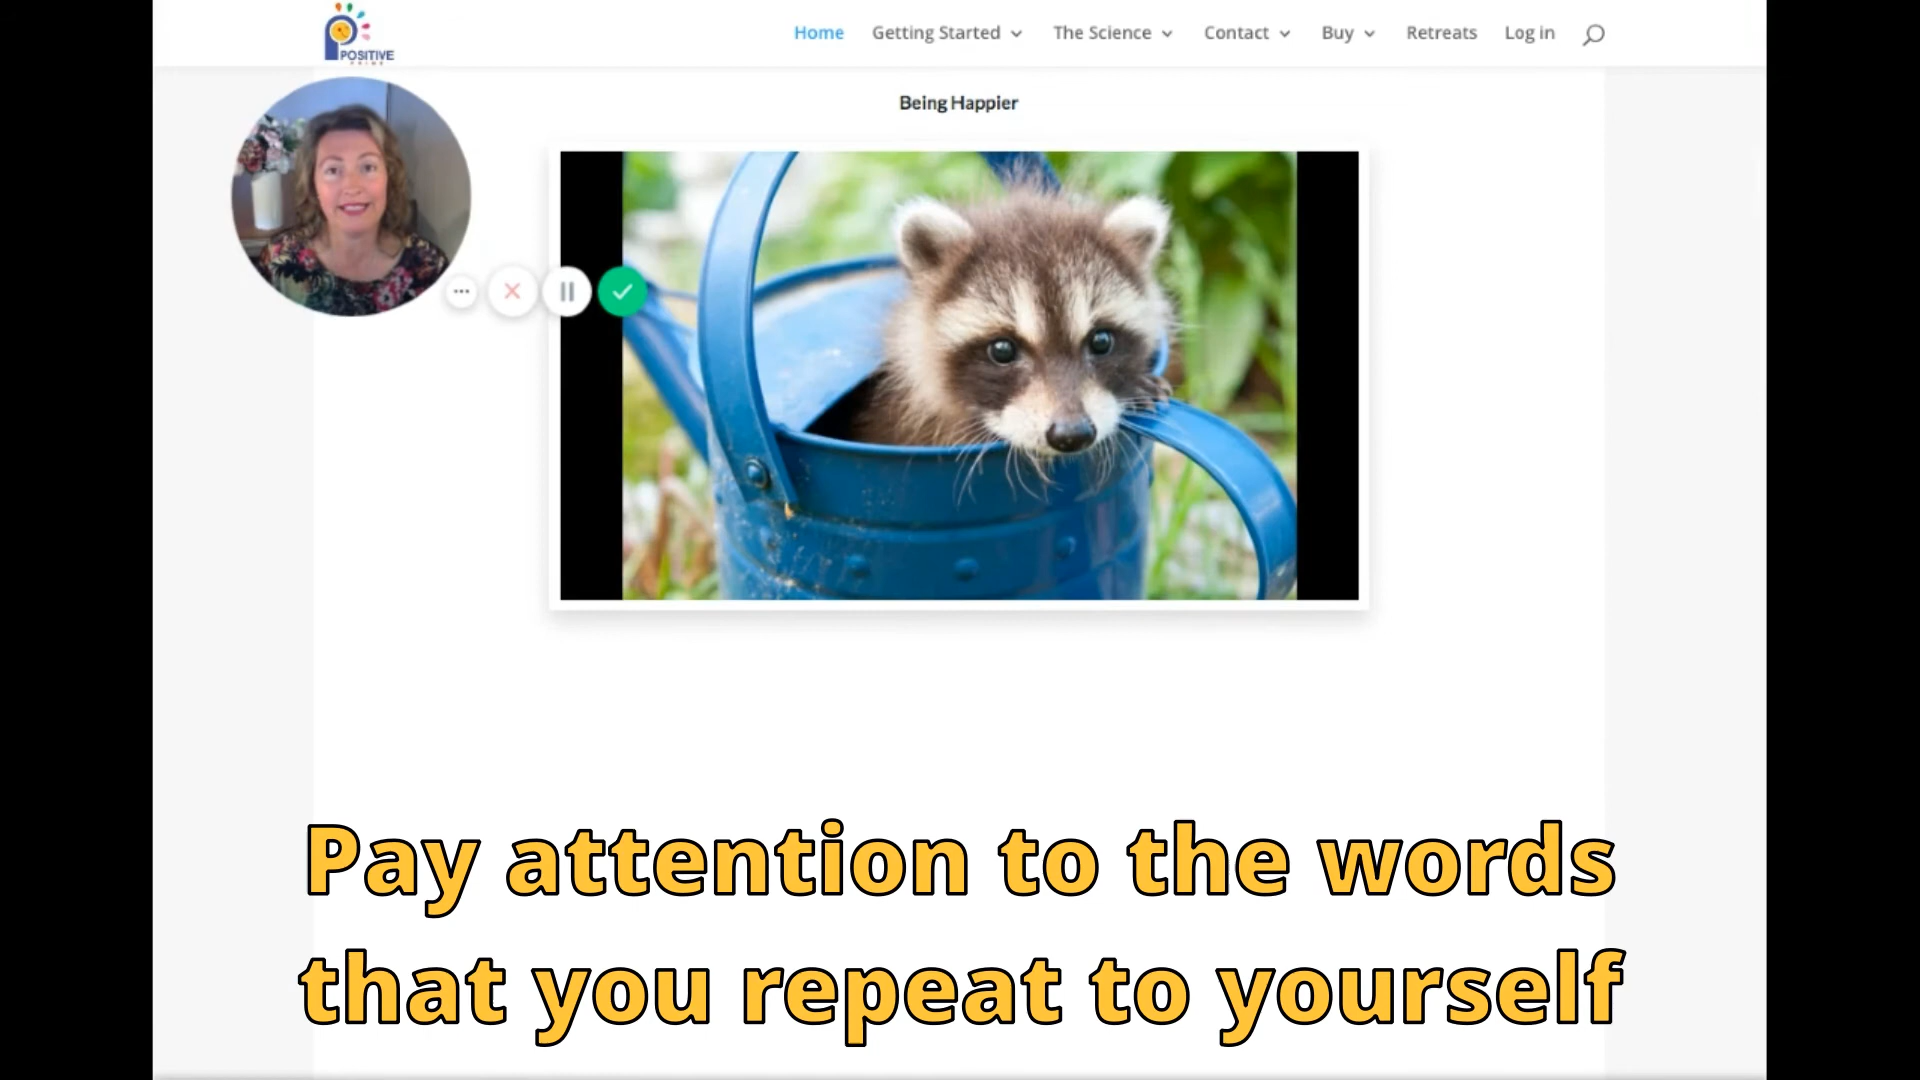 POSITIVE
PRIME
Home Getting Started The Science Contact Buy Retreats Log in
Being Happier
Pay attention to the words
that you repeat to yourself